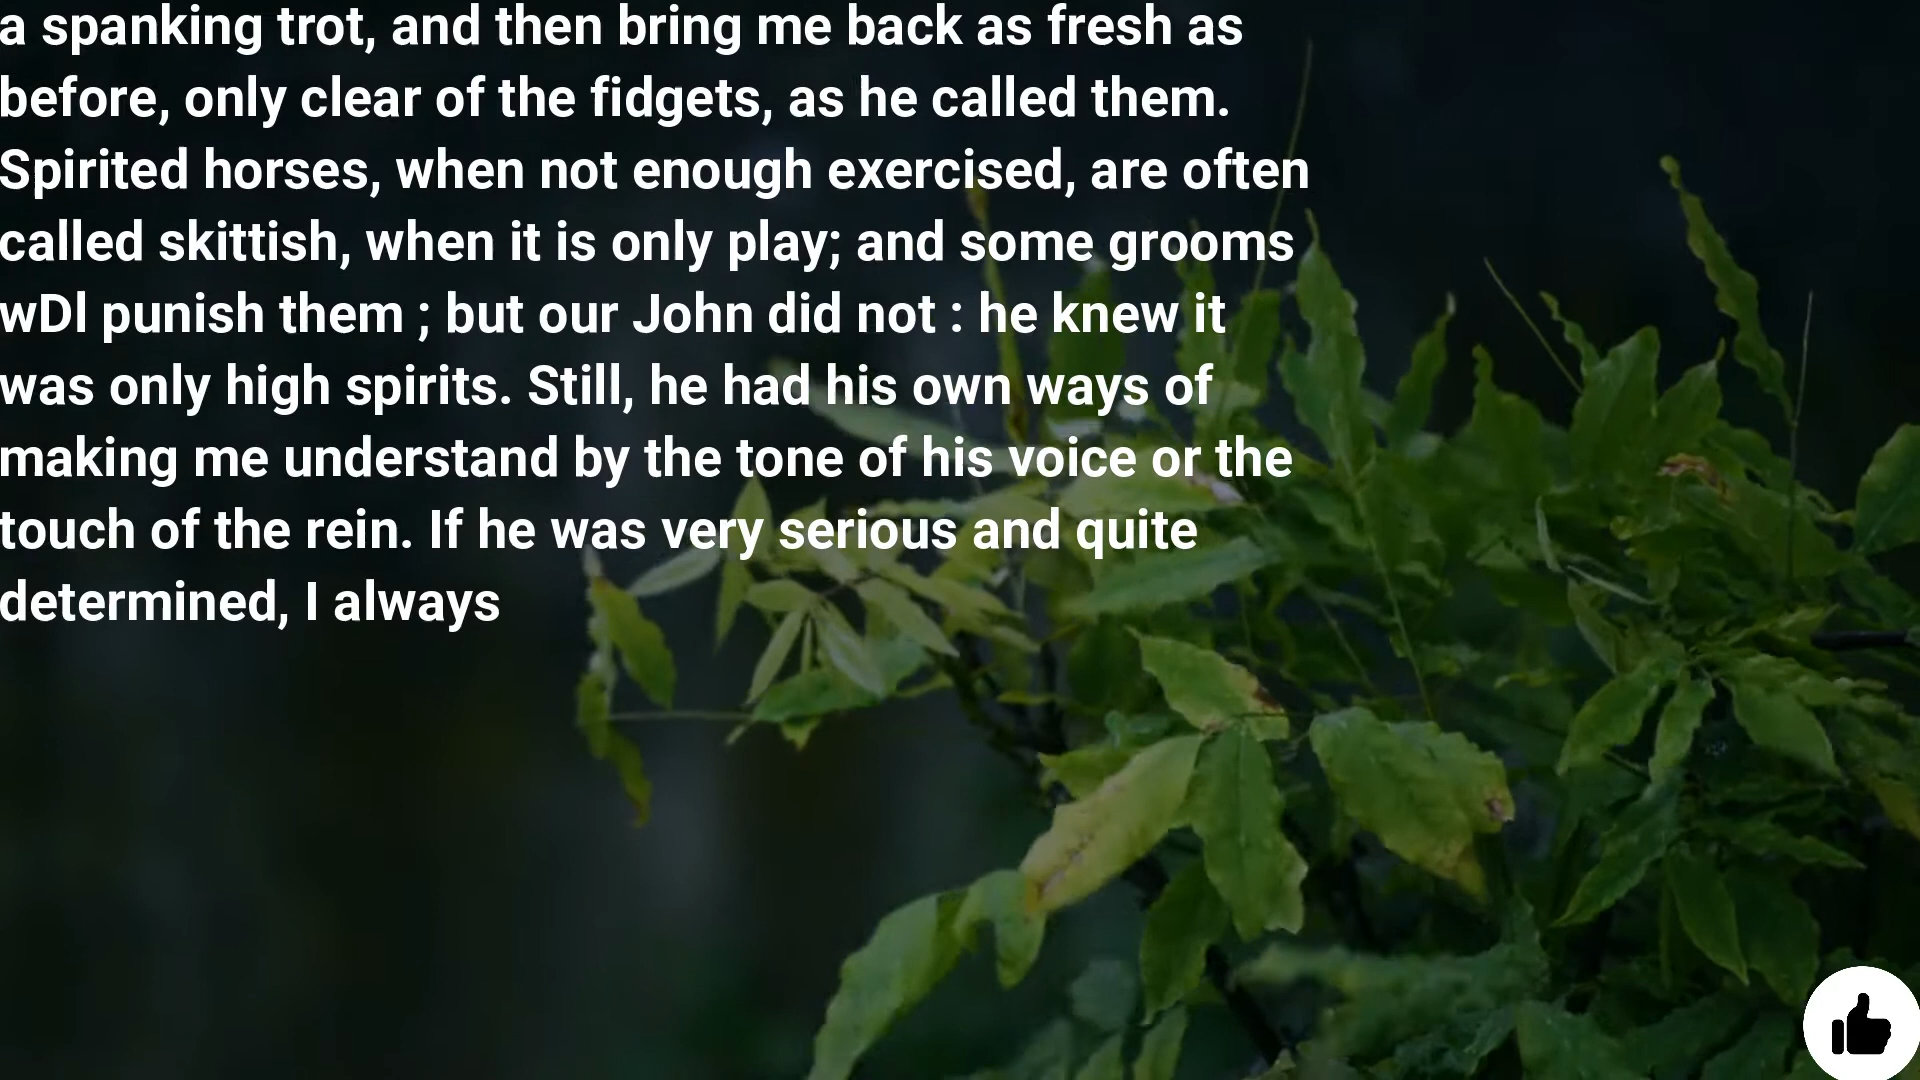 a spanking trot, and then bring me back as fresh as
before, only clear of the fidgets, as he called them.
Spirited horses, when not enough exercised, are often
called skittish, when it is only play; and some grooms
wDl punish them ; but our John did not : he knew it
was only high spirits. Still, he had his own ways of
making me understand by the tone of his voice or the
touch of the rein. If he was very serious and quite
determined, I always